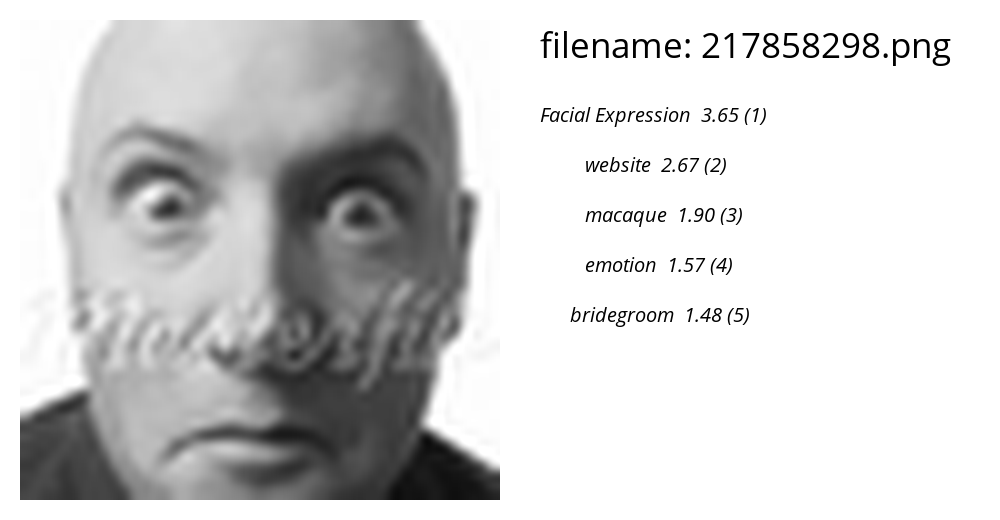 filename: 217858298.png
Facial Expression 3.65 (1)
website 2.67 (2)
macaque 1.90 (3)
emotion 1.57 (4)
bridegroom 1.48 (5)
Masterfile